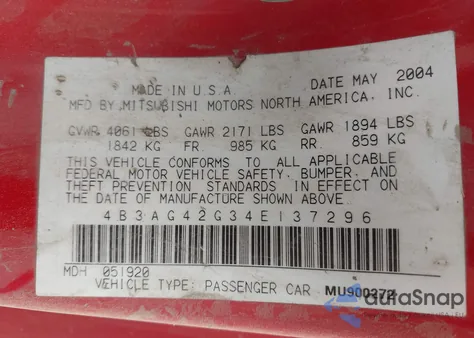 MADE IN U.S.A. DATE MAY 2004
MFD BY MITSUBISHI MOTORS NORTH AMERICA, INC.
GVWR 4061 LBS GAWR 2171 LBS GAWR 1894 LBS
1842 KG FR 985 KG RR 859 KG
THIS VEHICLE CONFORMS TO ALL APPLICABLE
FEDERAL MOTOR VEHICLE SAFETY, BUMPER, AND
THEFT PREVENTION STANDARDS IN EFFECT ON
THE DATE OF MANUFACTURE SHOWN ABOVE.
4B3AG42G34E137296
MDH 051920
VEHICLE TYPE: PASSENGER CAR MU900372
autoSnap